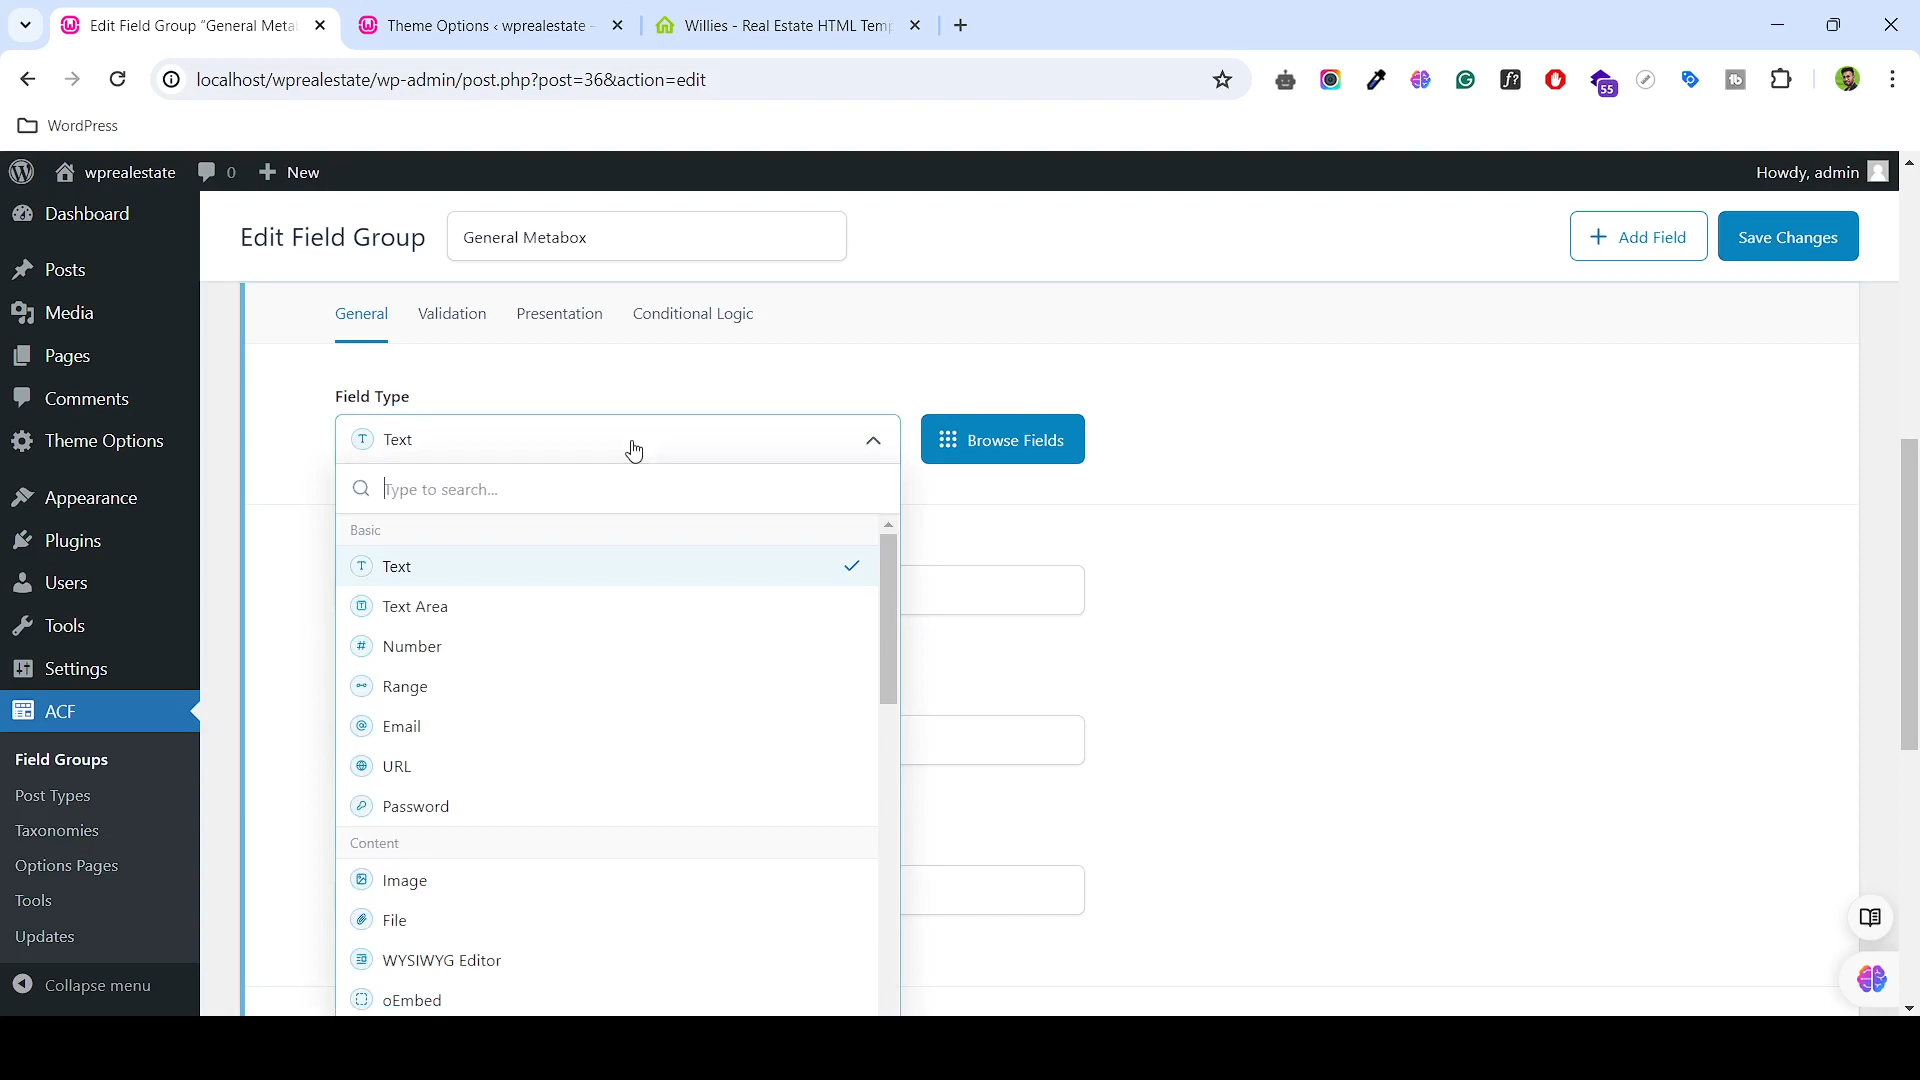 Edit Field Group “General Metal
Theme Options ‹ wprealestate -
Willies - Real Estate HTML Temp
localhost/wprealestate/wp-admin/post.php?post=36&action=edit
55
WordPress
wprealestate
0
New
Howdy, admin
Dashboard
Posts
Media
Pages
Comments
Theme Options
Appearance
Plugins
Users
Tools
Settings
ACF
Field Groups
Post Types
Taxonomies
Options Pages
Tools
Updates
Collapse menu
Edit Field Group
General Metabox
Add Field
Save Changes
General
Validation
Presentation
Conditional Logic
Field Type
Text
Browse Fields
Type to search...
Basic
Text
Text Area
Number
Range
Email
URL
Password
Content
Image
File
WYSIWYG Editor
oEmbed